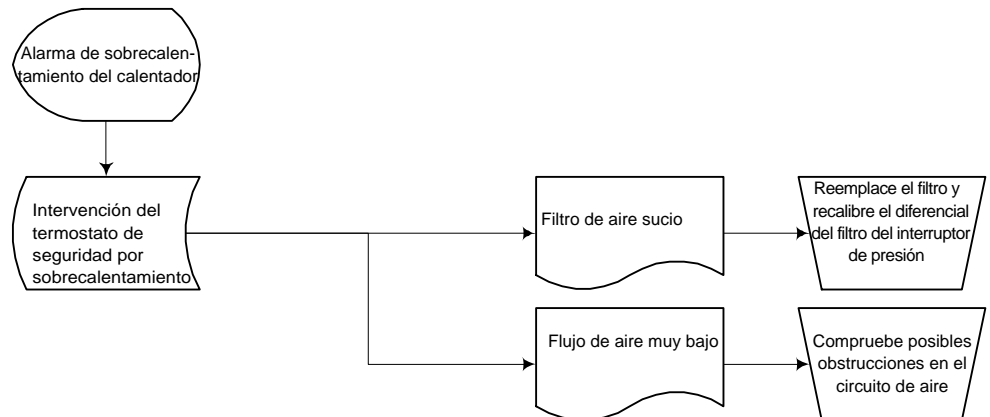 Alarma de sobrecalen-
tamiento del calentador
Intervención del
termostato de
seguridad por
sobrecalentamiento
Filtro de aire sucio
Reemplace el filtro y
recalibre el diferencial
del filtro del interruptor
de presión
Flujo de aire muy bajo
Compruebe posibles
obstrucciones en el
circuito de aire